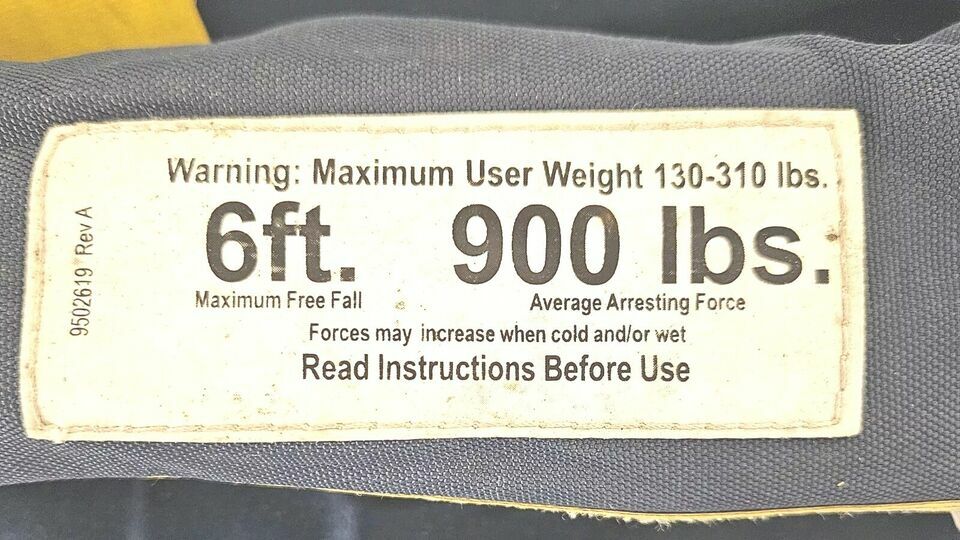 Warning: Maximum User Weight 130-310 lbs.
6ft. 900 lbs.
Maximum Free Fall Average Arresting Force
Forces may increase when cold and/or wet
Read Instructions Before Use
9502619 Rev A